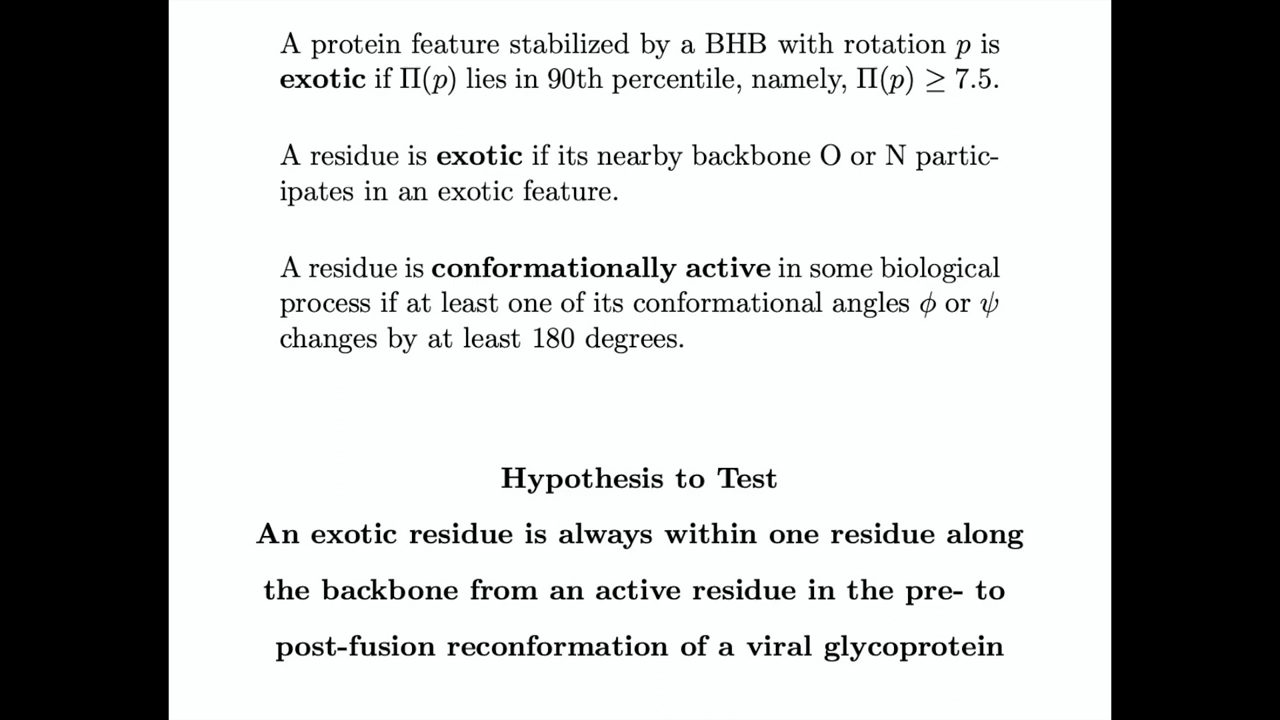 A protein feature stabilized by a BHB with rotation p is
exotic if Π(p) lies in 90th percentile, namely, Π(p) ≥ 7.5.
A residue is exotic if its nearby backbone O or N partic-
ipates in an exotic feature.
A residue is conformationally active in some biological
process if at least one of its conformational angles ϕ or ψ
changes by at least 180 degrees.
Hypothesis to Test
An exotic residue is always within one residue along
the backbone from an active residue in the pre- to
post-fusion reconformation of a viral glycoprotein